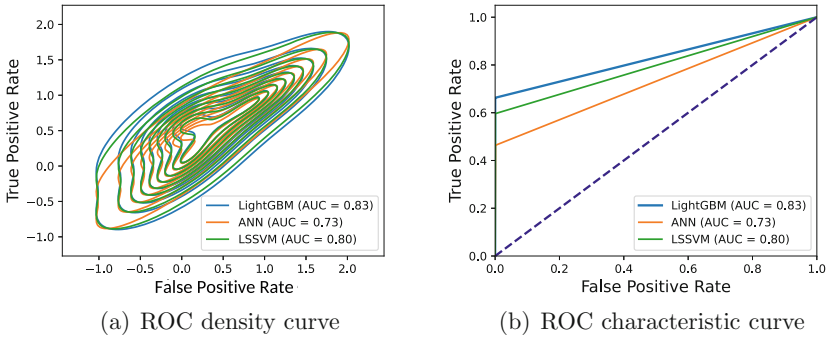 True Positive Rate
2.0
1.5
1.0
0.5
0.0
−0.5
−1.0
LightGBM (AUC = 0.83)
ANN (AUC = 0.73)
LSSVM (AUC = 0.80)
−1.0 −0.5 0.0 0.5 1.0 1.5 2.0
False Positive Rate
(a) ROC density curve
True Positive Rate
1.0
0.8
0.6
0.4
0.2
0.0
LightGBM (AUC = 0.83)
ANN (AUC = 0.73)
LSSVM (AUC = 0.80)
0.0 0.2 0.4 0.6 0.8 1.0
False Positive Rate
(b) ROC characteristic curve